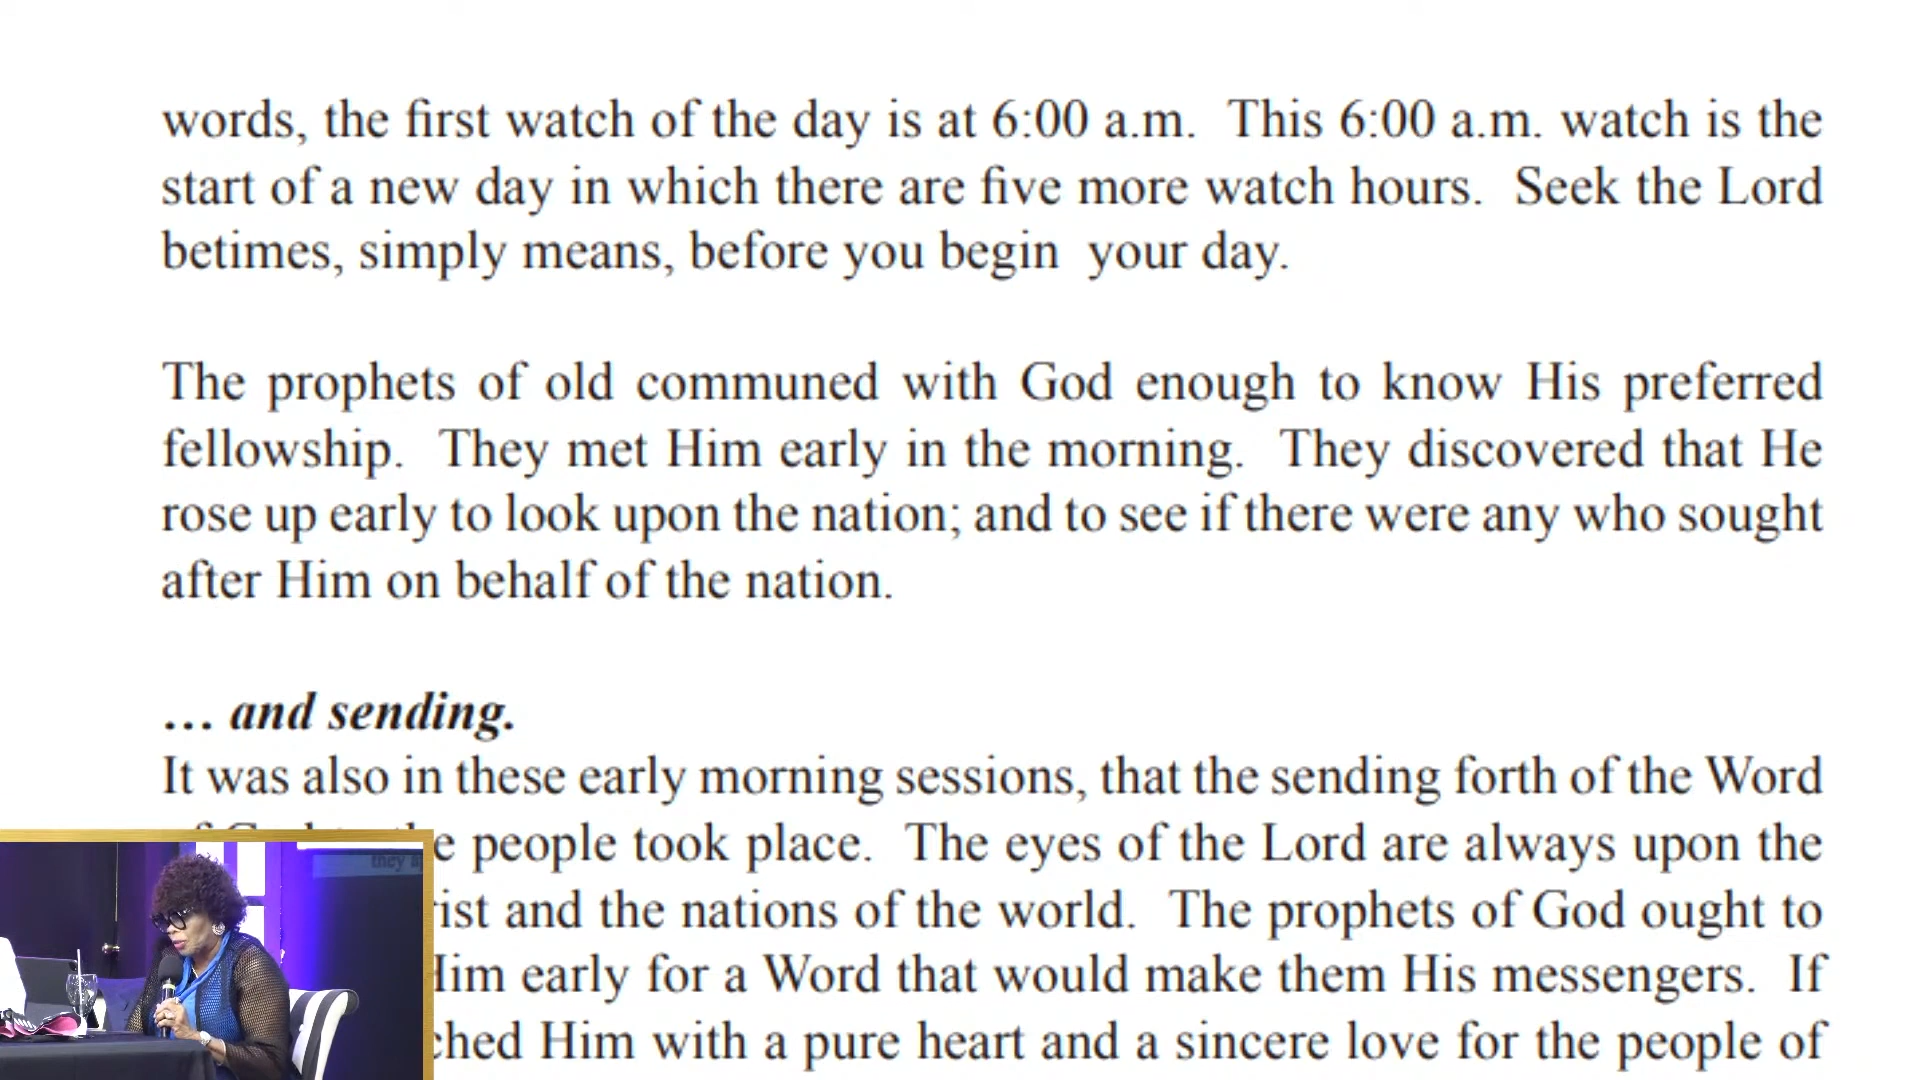 words, the first watch of the day is at 6:00 a.m.  This 6:00 a.m. watch is the
start of a new day in which there are five more watch hours.  Seek the Lord
betimes, simply means, before you begin  your day.
The prophets of old communed with God enough to know His preferred
fellowship.  They met Him early in the morning.  They discovered that He
rose up early to look upon the nation; and to see if there were any who sought
after Him on behalf of the nation.
… and sending.
It was also in these early morning sessions, that the sending forth of the Word
people took place.  The eyes of the Lord are always upon the
and the nations of the world.  The prophets of God ought to
Him early for a Word that would make them His messengers.  If
Him with a pure heart and a sincere love for the people of
they